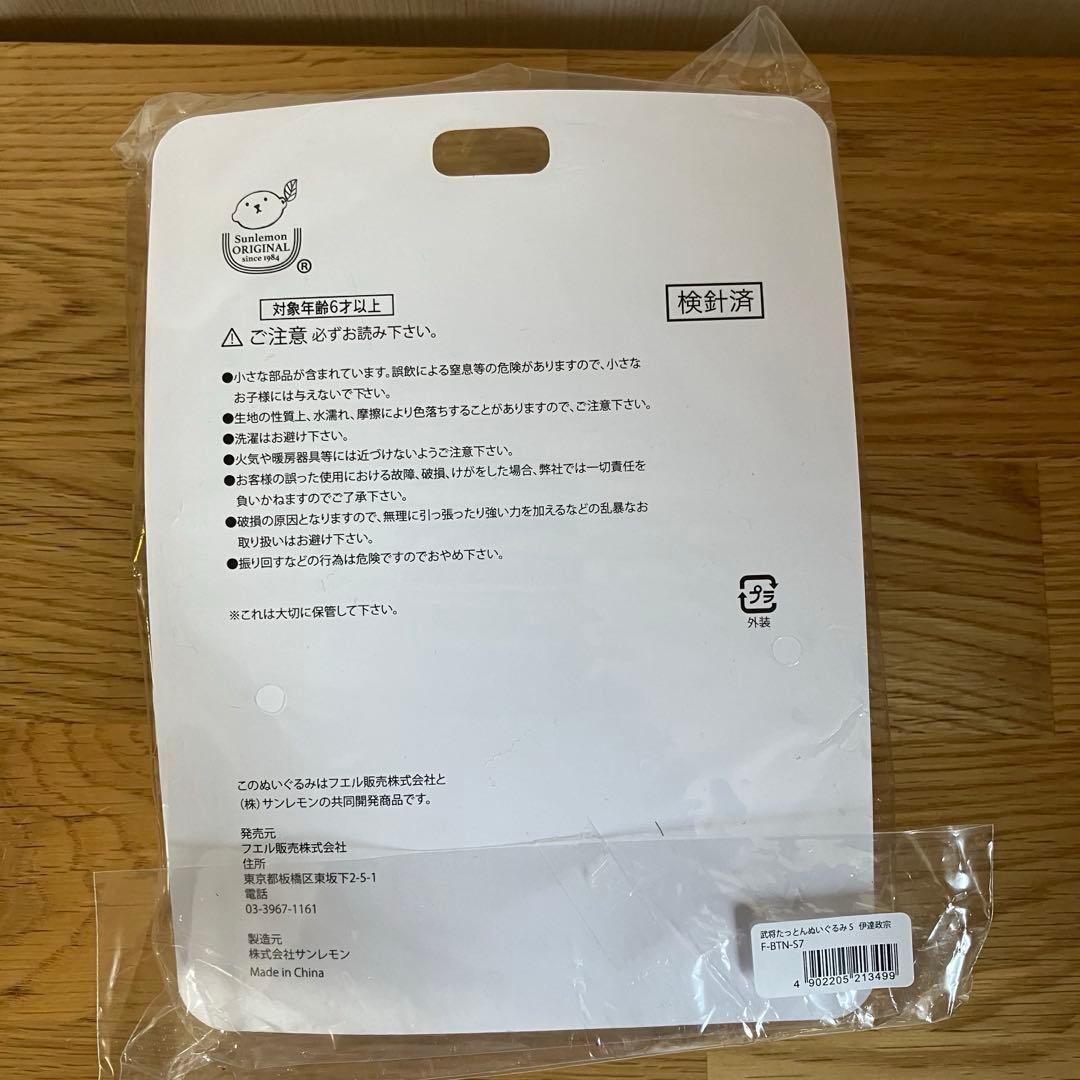 Sunlemon
ORIGINAL
since 1984
®
対象年齢6才以上
検針済
⚠ ご注意 必ずお読み下さい。
●小さな部品が含まれています。誤飲による窒息等の危険がありますので、小さな
お子様には与えないで下さい。
●生地の性質上、水濡れ、摩擦により色落ちすることがありますので、ご注意下さい。
●洗濯はお避け下さい。
●火気や暖房器具等には近づけないようご注意下さい。
●お客様の誤った使用における故障、破損、けがをした場合、弊社では一切責任を
負いかねますのでご了承下さい。
●破損の原因となりますので、無理に引っ張ったり強い力を加えるなどの乱暴なお
取り扱いはお避け下さい。
●振り回すなどの行為は危険ですのでおやめ下さい。
プラ
外装
※これは大切に保管して下さい。
このぬいぐるみはフエル販売株式会社と
(株)サンレモンの共同開発商品です。
発売元
フエル販売株式会社
住所
東京都板橋区東坂下2-5-1
電話
03-3967-1161
製造元
株式会社サンレモン
Made in China
武将たっとんぬいぐるみS 伊達政宗
F-BTN-S7
4 902205 213499